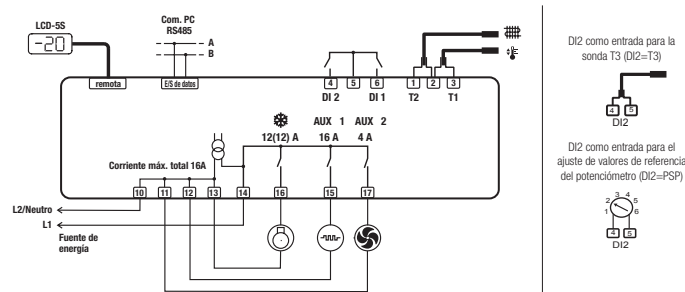 LCD-5S
-20
Com. PC
RS485
A
B
remota
E/S de datos
4 5 6
DI 2 DI 1
1 2 3
T2 T1
AUX 1 AUX 2
12(12) A 16 A 4 A
Corriente máx. total 16A
10 11 12 13 14 16 15 17
L2/Neutro
L1
Fuente de
energía
DI2 como entrada para la
sonda T3 (DI2=T3)
4 5
DI2
DI2 como entrada para el
ajuste de valores de referencia
del potenciómetro (DI2=PSP)
1 2 3 4 5 6
4 5
DI2